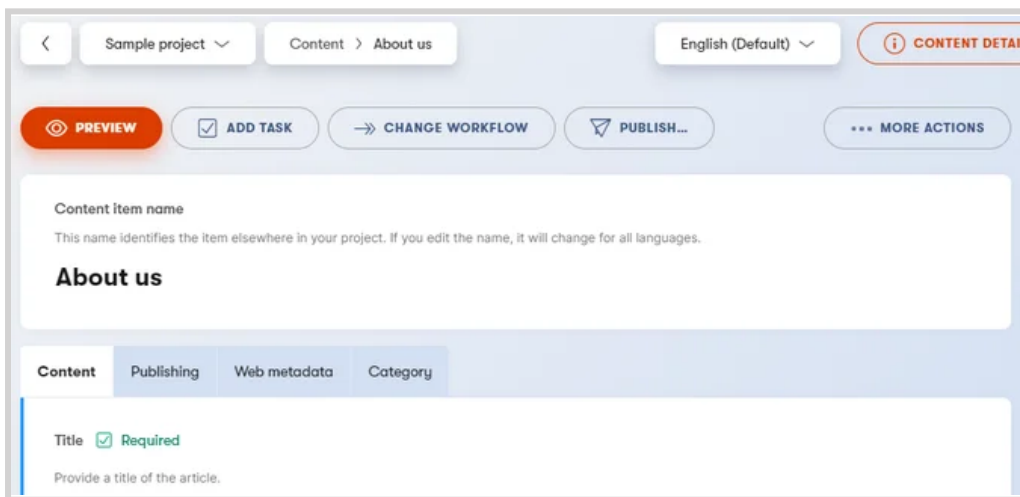 Sample project
Content > About us
English (Default)
CONTENT
PREVIEW
ADD TASK
CHANGE WORKFLOW
PUBLISH...
MORE ACTIONS
Content item name
This name identifies the item elsewhere in your project. If you edit the name, it will change for all languages.
About us
Content Publishing Web metadata Category
Title Required
Provide a title of the article.